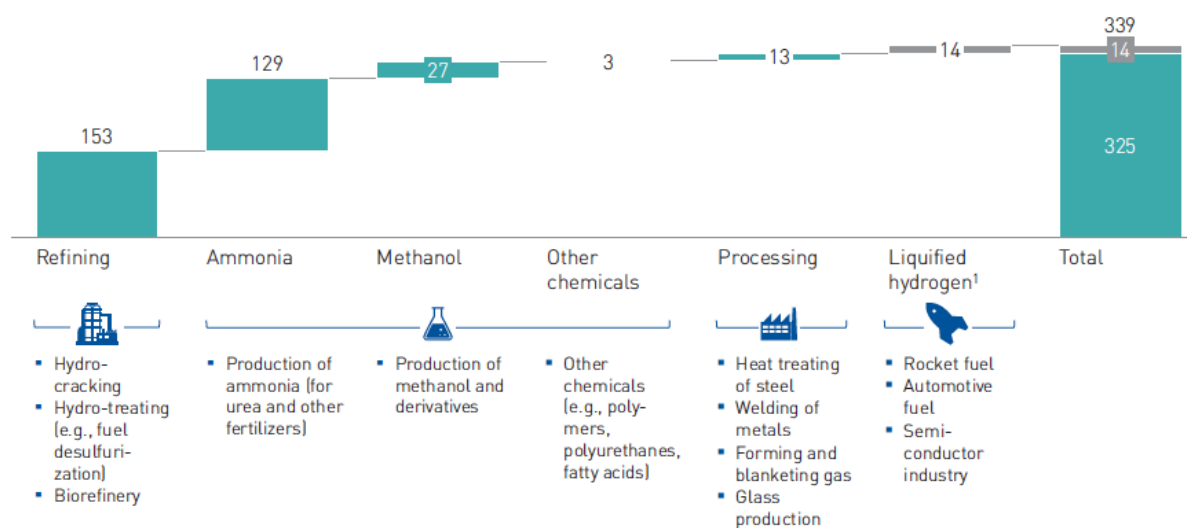 339
14
129
27
3
13
14
153
325
Refining
Ammonia
Methanol
Other
chemicals
Processing
Liquified
hydrogen¹
Total
▪ Hydro-
cracking
▪ Hydro-treating
(e.g., fuel
desulfuri-
zation)
▪ Biorefinery
▪ Production of
ammonia (for
urea and other
fertilizers)
▪ Production of
methanol and
derivatives
▪ Other
chemicals
(e.g., poly-
mers,
polyurethanes,
fatty acids)
▪ Heat treating
of steel
▪ Welding of
metals
▪ Forming and
blanketing gas
▪ Glass
production
▪ Rocket fuel
▪ Automotive
fuel
▪ Semi-
conductor
industry